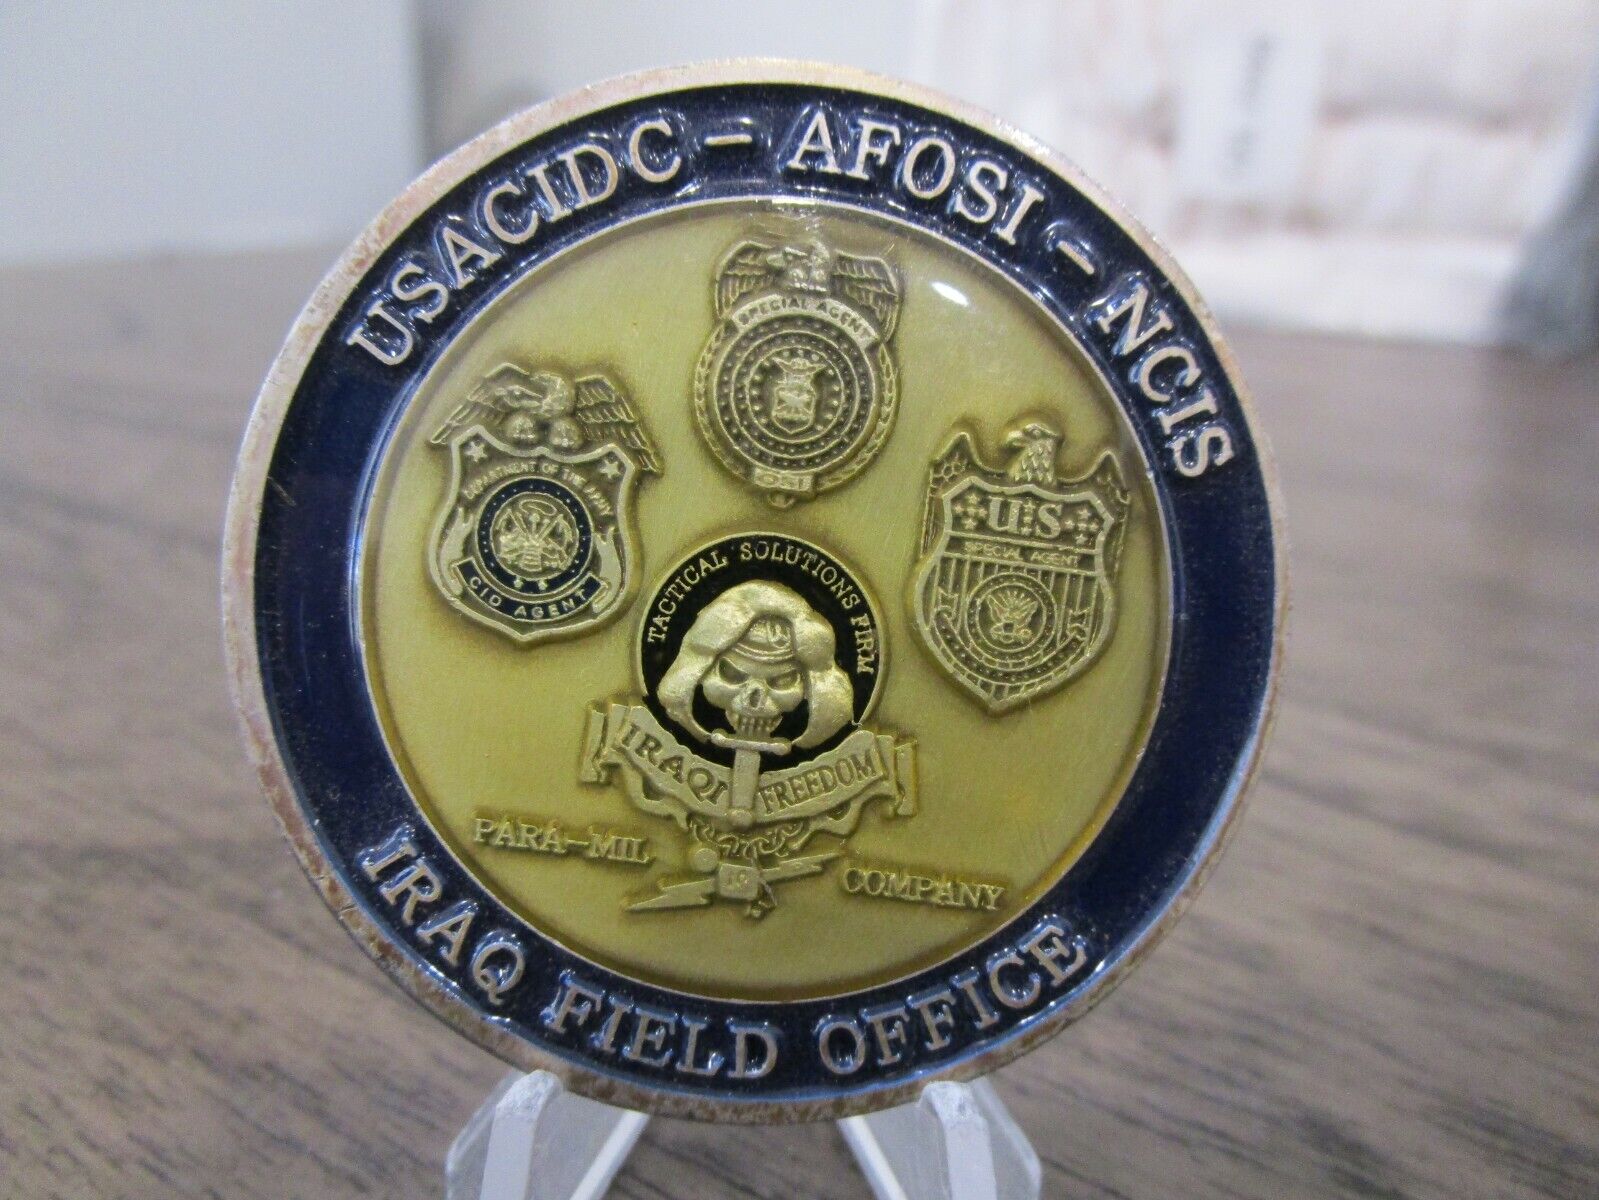 USACIDC - AFOSI - NCIS
SPECIAL AGENT
OSI
DEPARTMENT OF THE ARMY
CID AGENT
U.S
SPECIAL AGENT
TACTICAL SOLUTIONS FIRM
IRAQI FREEDOM
PARA-MIL COMPANY
IRAQ FIELD OFFICE